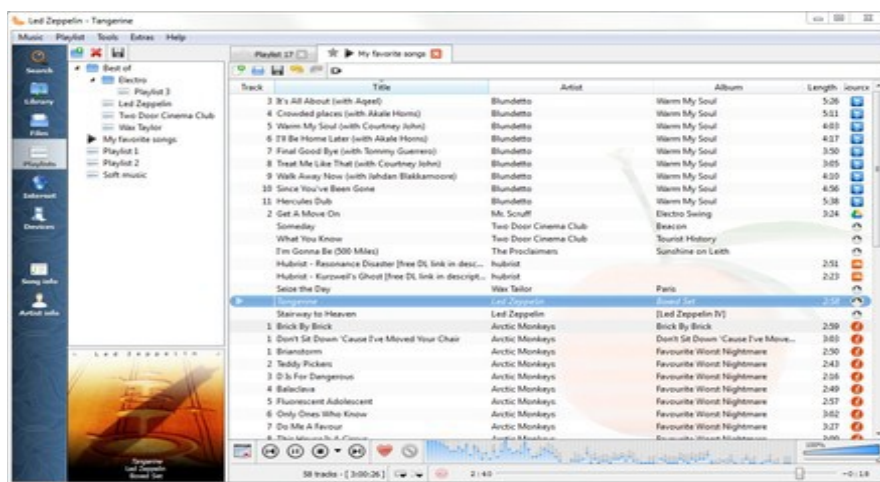 Led Zeppelin - Tangerine
Music Playlist Tools Extras Help
Search
Library
Files
Playlists
Internet
Devices
Song info
Artist info
Best of
Electro
Playlist 3
Led Zeppelin
Two Door Cinema Club
Wax Taylor
My favorite songs
Playlist 1
Playlist 2
Soft music
Playlist 17 My favorite songs
Track Title Artist Album Length Source
3 It's All About (with Aqeel) Blundetto Warm My Soul 5:26
4 Crowded places (with Akale Horns) Blundetto Warm My Soul 5:11
5 Warm My Soul (with Courtney John) Blundetto Warm My Soul 4:03
6 I'll Be Home Later (with Akale Horns) Blundetto Warm My Soul 4:17
7 Final Good Bye (with Tommy Guerrero) Blundetto Warm My Soul 3:50
8 Treat Me Like That (with Courtney John) Blundetto Warm My Soul 3:05
9 Walk Away Now (with Jahdan Blakkamoore) Blundetto Warm My Soul 4:10
10 Since You've Been Gone Blundetto Warm My Soul 4:56
11 Hercules Dub Blundetto Warm My Soul 5:38
2 Get A Move On Mr. Scruff Electro Swing 3:24
Someday Two Door Cinema Club Beacon
What You Know Two Door Cinema Club Tourist History
I'm Gonna Be (500 Miles) The Proclaimers Sunshine on Leith
Hubrist - Resonance Disaster [free DL link in desc... hubrist 2:51
Hubrist - Kurzweil's Ghost [free DL link in descript... hubrist 2:23
Seize the Day Wax Tailor Paris
Tangerine Led Zeppelin Boxed Set 2:58
Stairway to Heaven Led Zeppelin [Led Zeppelin IV]
1 Brick By Brick Arctic Monkeys Brick By Brick 2:59
1 Don't Sit Down 'Cause I've Moved Your Chair Arctic Monkeys Don't Sit Down 'Cause I've Move... 3:03
1 Brianstorm Arctic Monkeys Favourite Worst Nightmare 2:50
2 Teddy Pickers Arctic Monkeys Favourite Worst Nightmare 2:43
3 D Is For Dangerous Arctic Monkeys Favourite Worst Nightmare 2:16
4 Balaclava Arctic Monkeys Favourite Worst Nightmare 2:49
5 Fluorescent Adolescent Arctic Monkeys Favourite Worst Nightmare 2:57
6 Only Ones Who Know Arctic Monkeys Favourite Worst Nightmare 3:02
7 Do Me A Favour Arctic Monkeys Favourite Worst Nightmare 3:27
8 This House Is A Circus Arctic Monkeys Favourite Worst Nightmare
Led Zeppelin
Tangerine
Led Zeppelin
Boxed Set
100%
58 tracks - [ 3:00:26 ] 2:40 -0:18